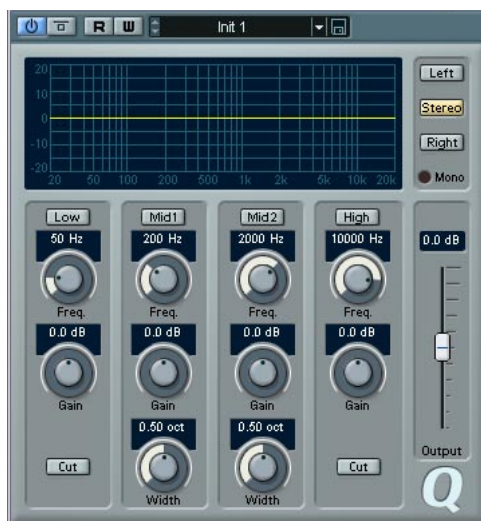 R W Init 1
20
10
0
-10
-20
20 50 100 200 500 1k 2k 5k 10k 20k
Left
Stereo
Right
Mono
Low Mid1 Mid2 High
50 Hz 200 Hz 2000 Hz 10000 Hz 0.0 dB
Freq. Freq. Freq. Freq.
0.0 dB 0.0 dB 0.0 dB 0.0 dB
Gain Gain Gain Gain
0.50 oct 0.50 oct
Cut Cut
Width Width
Output
Q